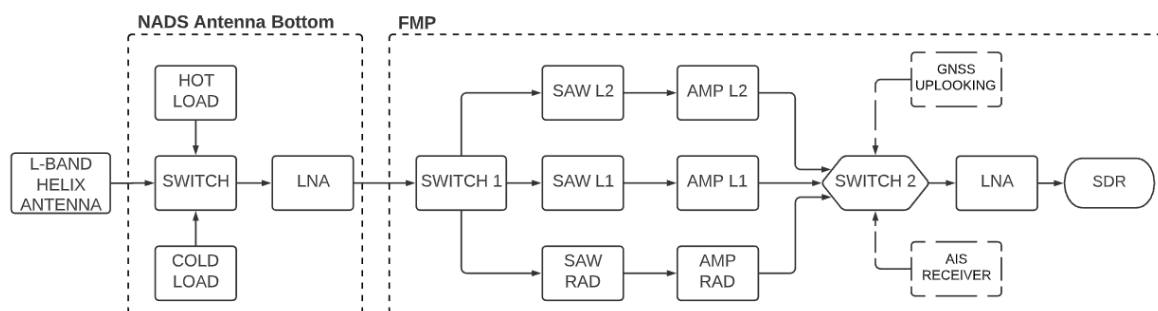 NADS Antenna Bottom
FMP
HOT
LOAD
SAW L2
AMP L2
GNSS
UPLOOKING
L-BAND
HELIX
ANTENNA
SWITCH
LNA
SWITCH 1
SAW L1
AMP L1
SWITCH 2
LNA
SDR
COLD
LOAD
SAW
RAD
AMP
RAD
AIS
RECEIVER